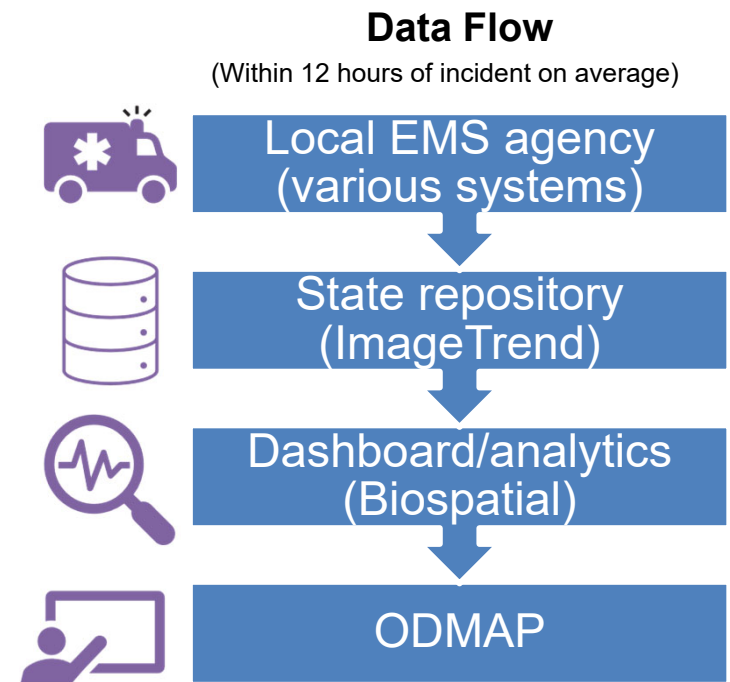 Data Flow
(Within 12 hours of incident on average)
Local EMS agency
(various systems)
State repository
(ImageTrend)
Dashboard/analytics
(Biospatial)
ODMAP